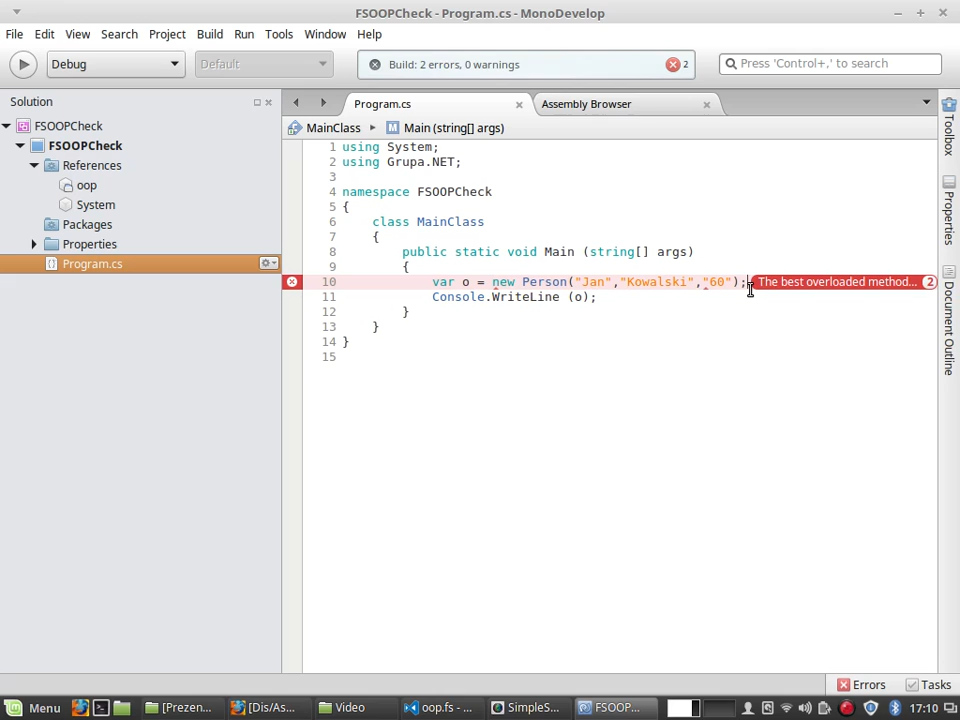 FSOOPCheck - Program.cs - MonoDevelop
File Edit View Search Project Build Run Tools Window Help
Debug Default Build: 2 errors, 0 warnings 2 Press 'Control+,' to search
Solution
Program.cs Assembly Browser
MainClass Main (string[] args)
FSOOPCheck
FSOOPCheck
References
oop
System
Packages
Properties
Program.cs
1 using System;
2 using Grupa.NET;
3
4 namespace FSOOPCheck
5 {
6 class MainClass
7 {
8 public static void Main (string[] args)
9 {
10 var o = new Person("Jan","Kowalski","60"); The best overloaded method... 2
11 Console.WriteLine (o);
12 }
13 }
14 }
15
Toolbox
Properties
Document Outline
Errors Tasks
Menu [Prezen... [Dis/As... Video oop.fs - ... SimpleS... FSOOP... 17:10